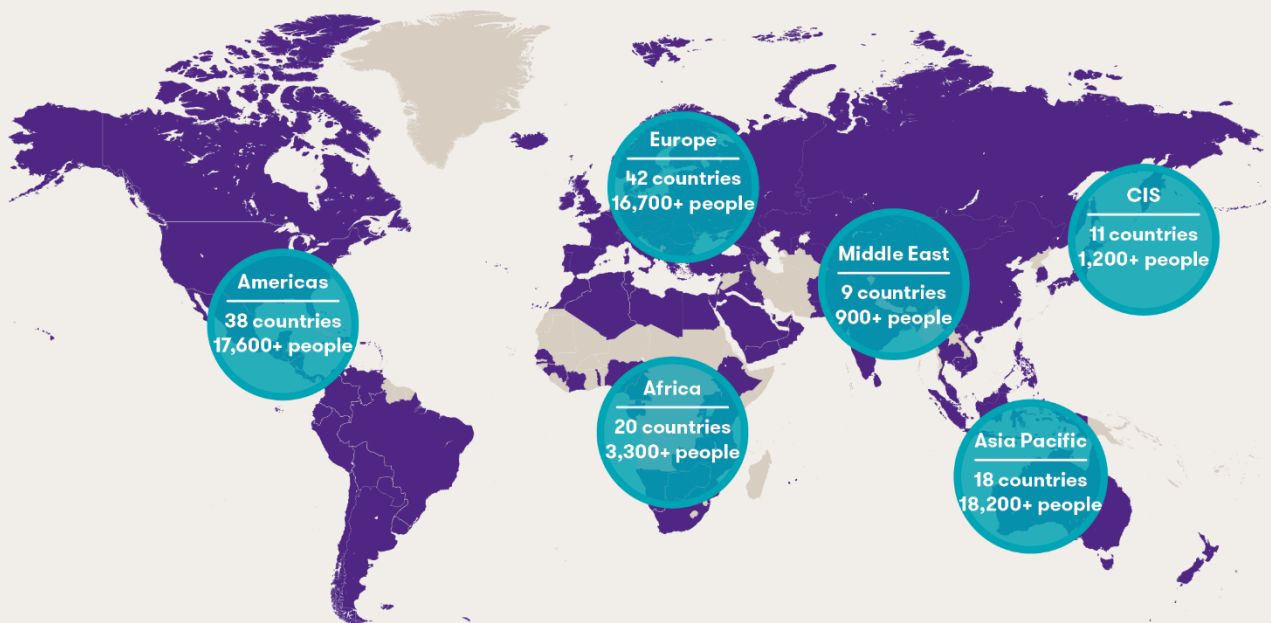 Europe
42 countries
16,700+ people
CIS
11 countries
1,200+ people
Middle East
9 countries
900+ people
Americas
38 countries
17,600+ people
Africa
20 countries
3,300+ people
Asia Pacific
18 countries
18,200+ people